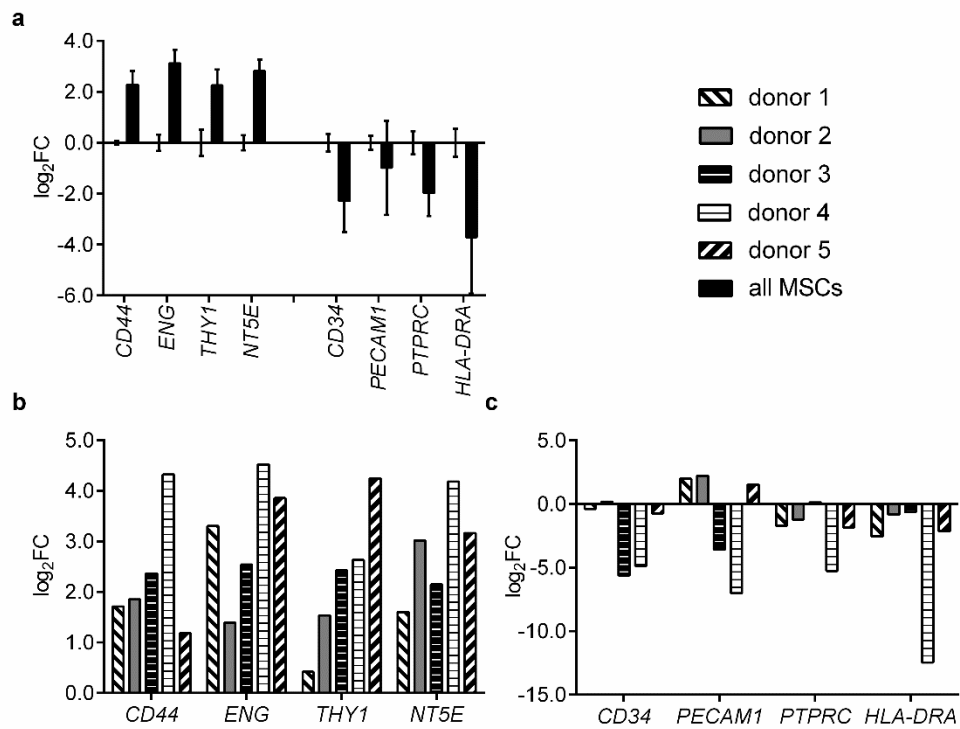 a
4.0
2.0
0.0
-2.0
-4.0
-6.0
log2FC
CD44
ENG
THY1
NT5E
CD34
PECAM1
PTPRC
HLA-DRA
donor 1
donor 2
donor 3
donor 4
donor 5
all MSCs
b
5.0
4.0
3.0
2.0
1.0
0.0
log2FC
CD44 ENG THY1 NT5E
c
5.0
0.0
-5.0
-10.0
-15.0
log2FC
CD34 PECAM1 PTPRC HLA-DRA